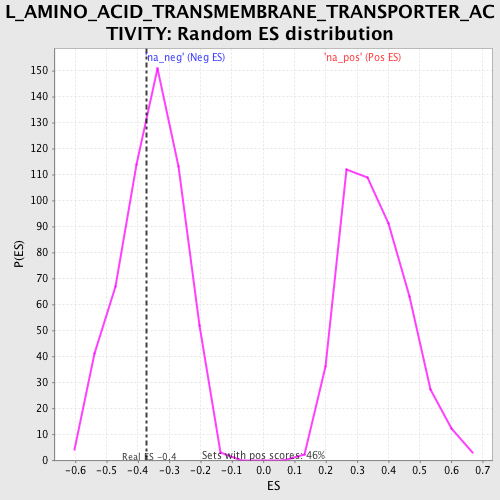 L_AMINO_ACID_TRANSMEMBRANE_TRANSPORTER_AC
TIVITY: Random ES distribution
'na_neg' (Neg ES)
'na_pos' (Pos ES)
P(ES)
150
140
130
120
110
100
90
80
70
60
50
40
30
20
10
0
Real ES -0.4
Sets with pos scores: 46%
-0.6 -0.5 -0.4 -0.3 -0.2 -0.1 0.0 0.1 0.2 0.3 0.4 0.5 0.6 0.7
ES